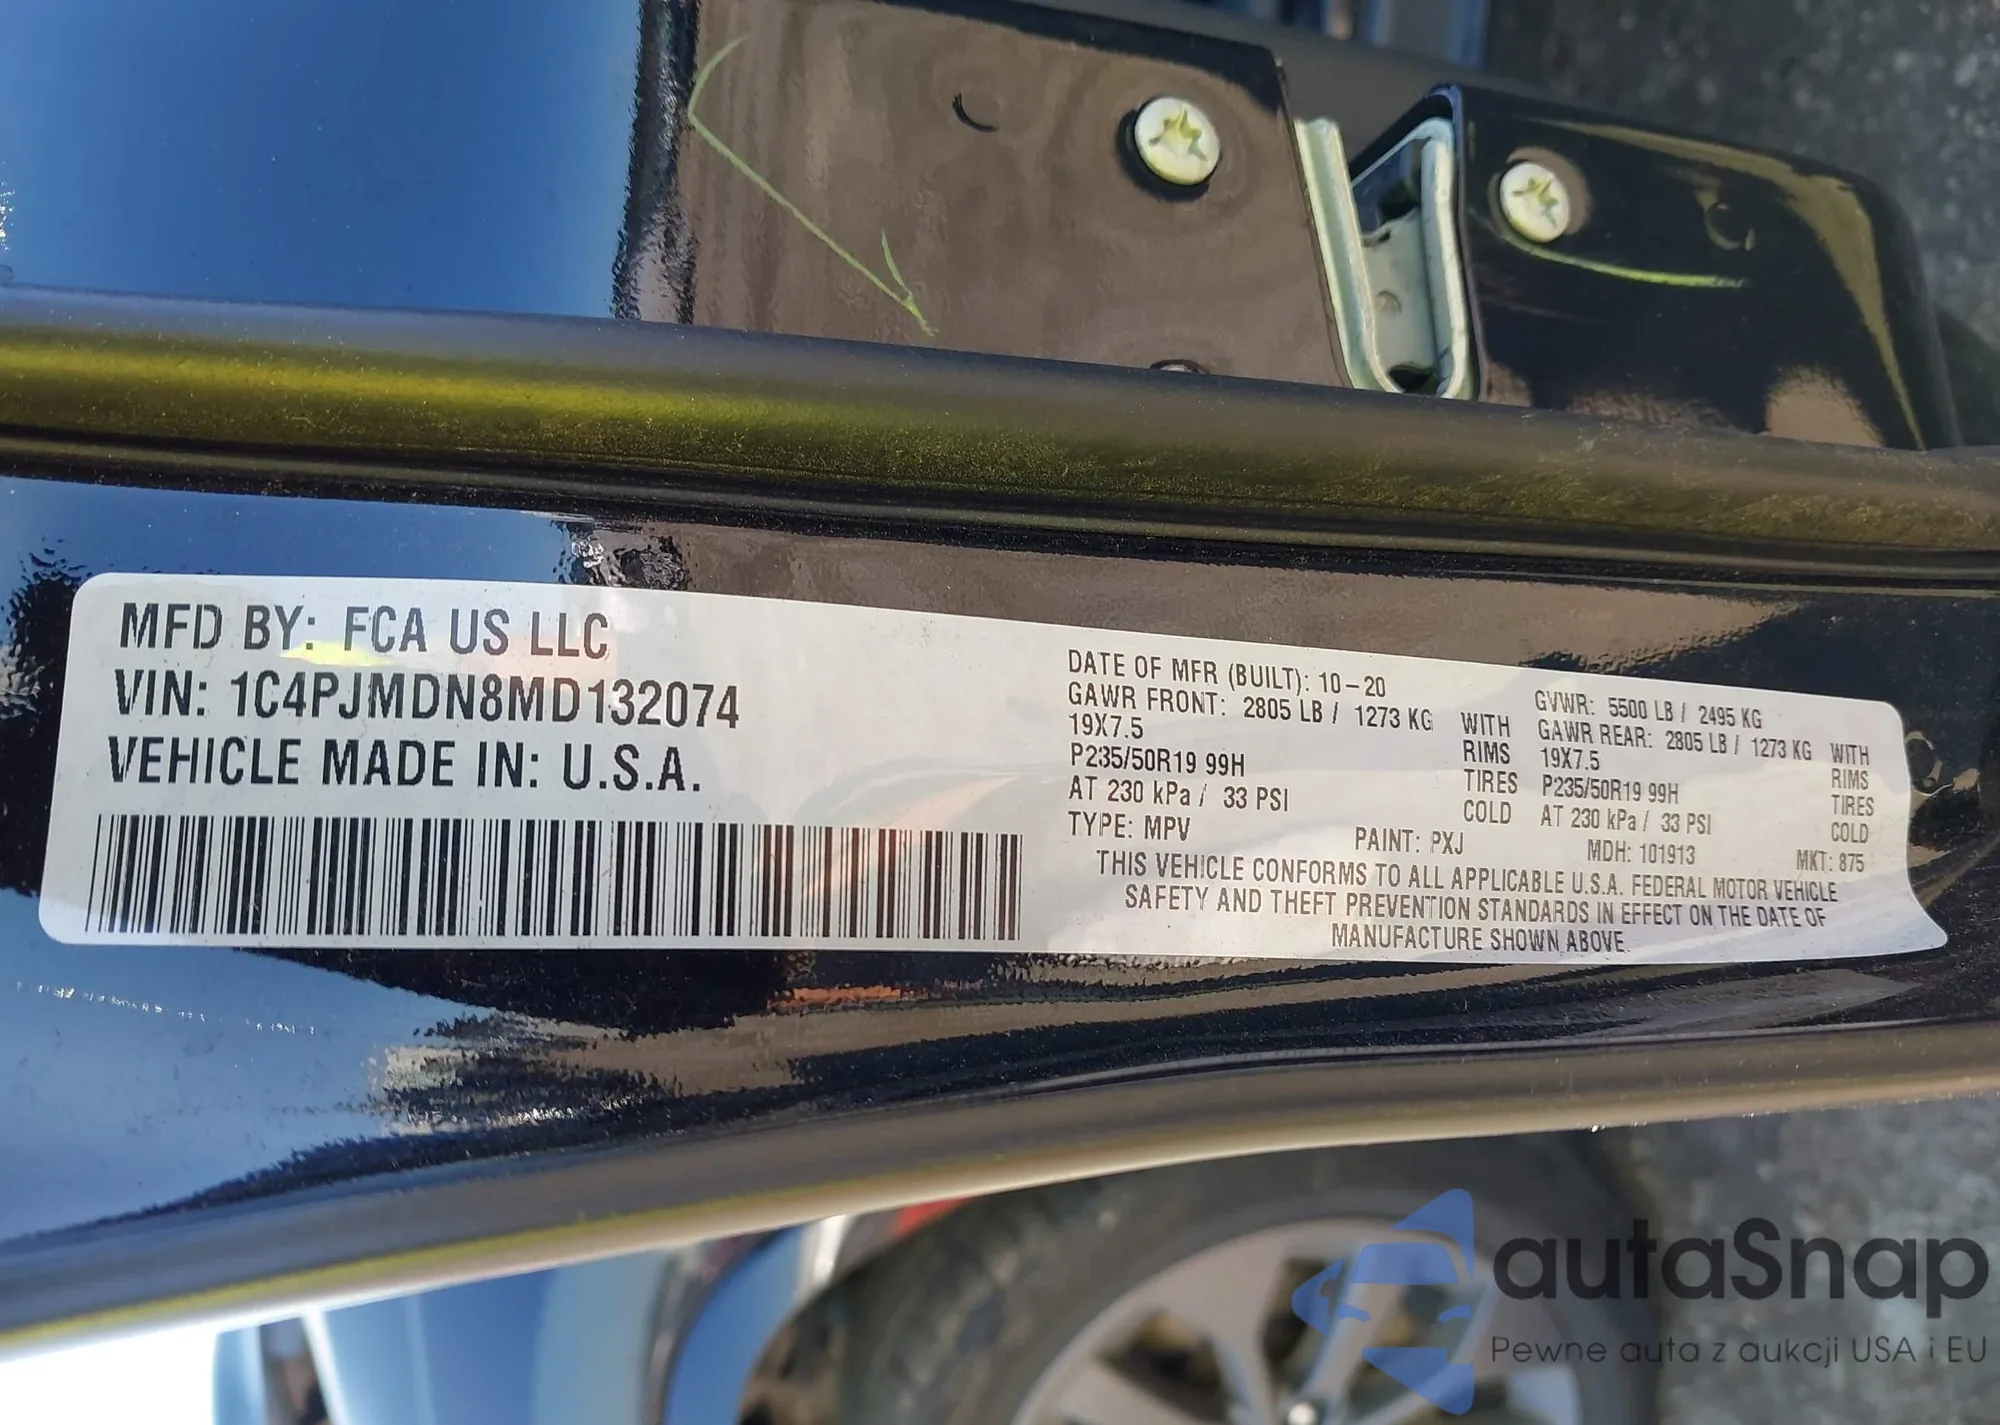 MFD BY: FCA US LLC
VIN: 1C4PJMDN8MD132074
VEHICLE MADE IN: U.S.A.
DATE OF MFR (BUILT): 10-20
GVWR: 5500 LB / 2495 KG
GAWR FRONT: 2805 LB / 1273 KG WITH
19X7.5 RIMS
P235/50R19 99H TIRES
AT 230 kPa / 33 PSI COLD
GAWR REAR: 2805 LB / 1273 KG WITH
19X7.5 RIMS
P235/50R19 99H TIRES
AT 230 kPa / 33 PSI COLD
TYPE: MPV PAINT: PXJ MDH: 101913 MKT: 875
THIS VEHICLE CONFORMS TO ALL APPLICABLE U.S.A. FEDERAL MOTOR VEHICLE
SAFETY AND THEFT PREVENTION STANDARDS IN EFFECT ON THE DATE OF
MANUFACTURE SHOWN ABOVE.
autaSnap
Pewne auta z aukcji USA i EU